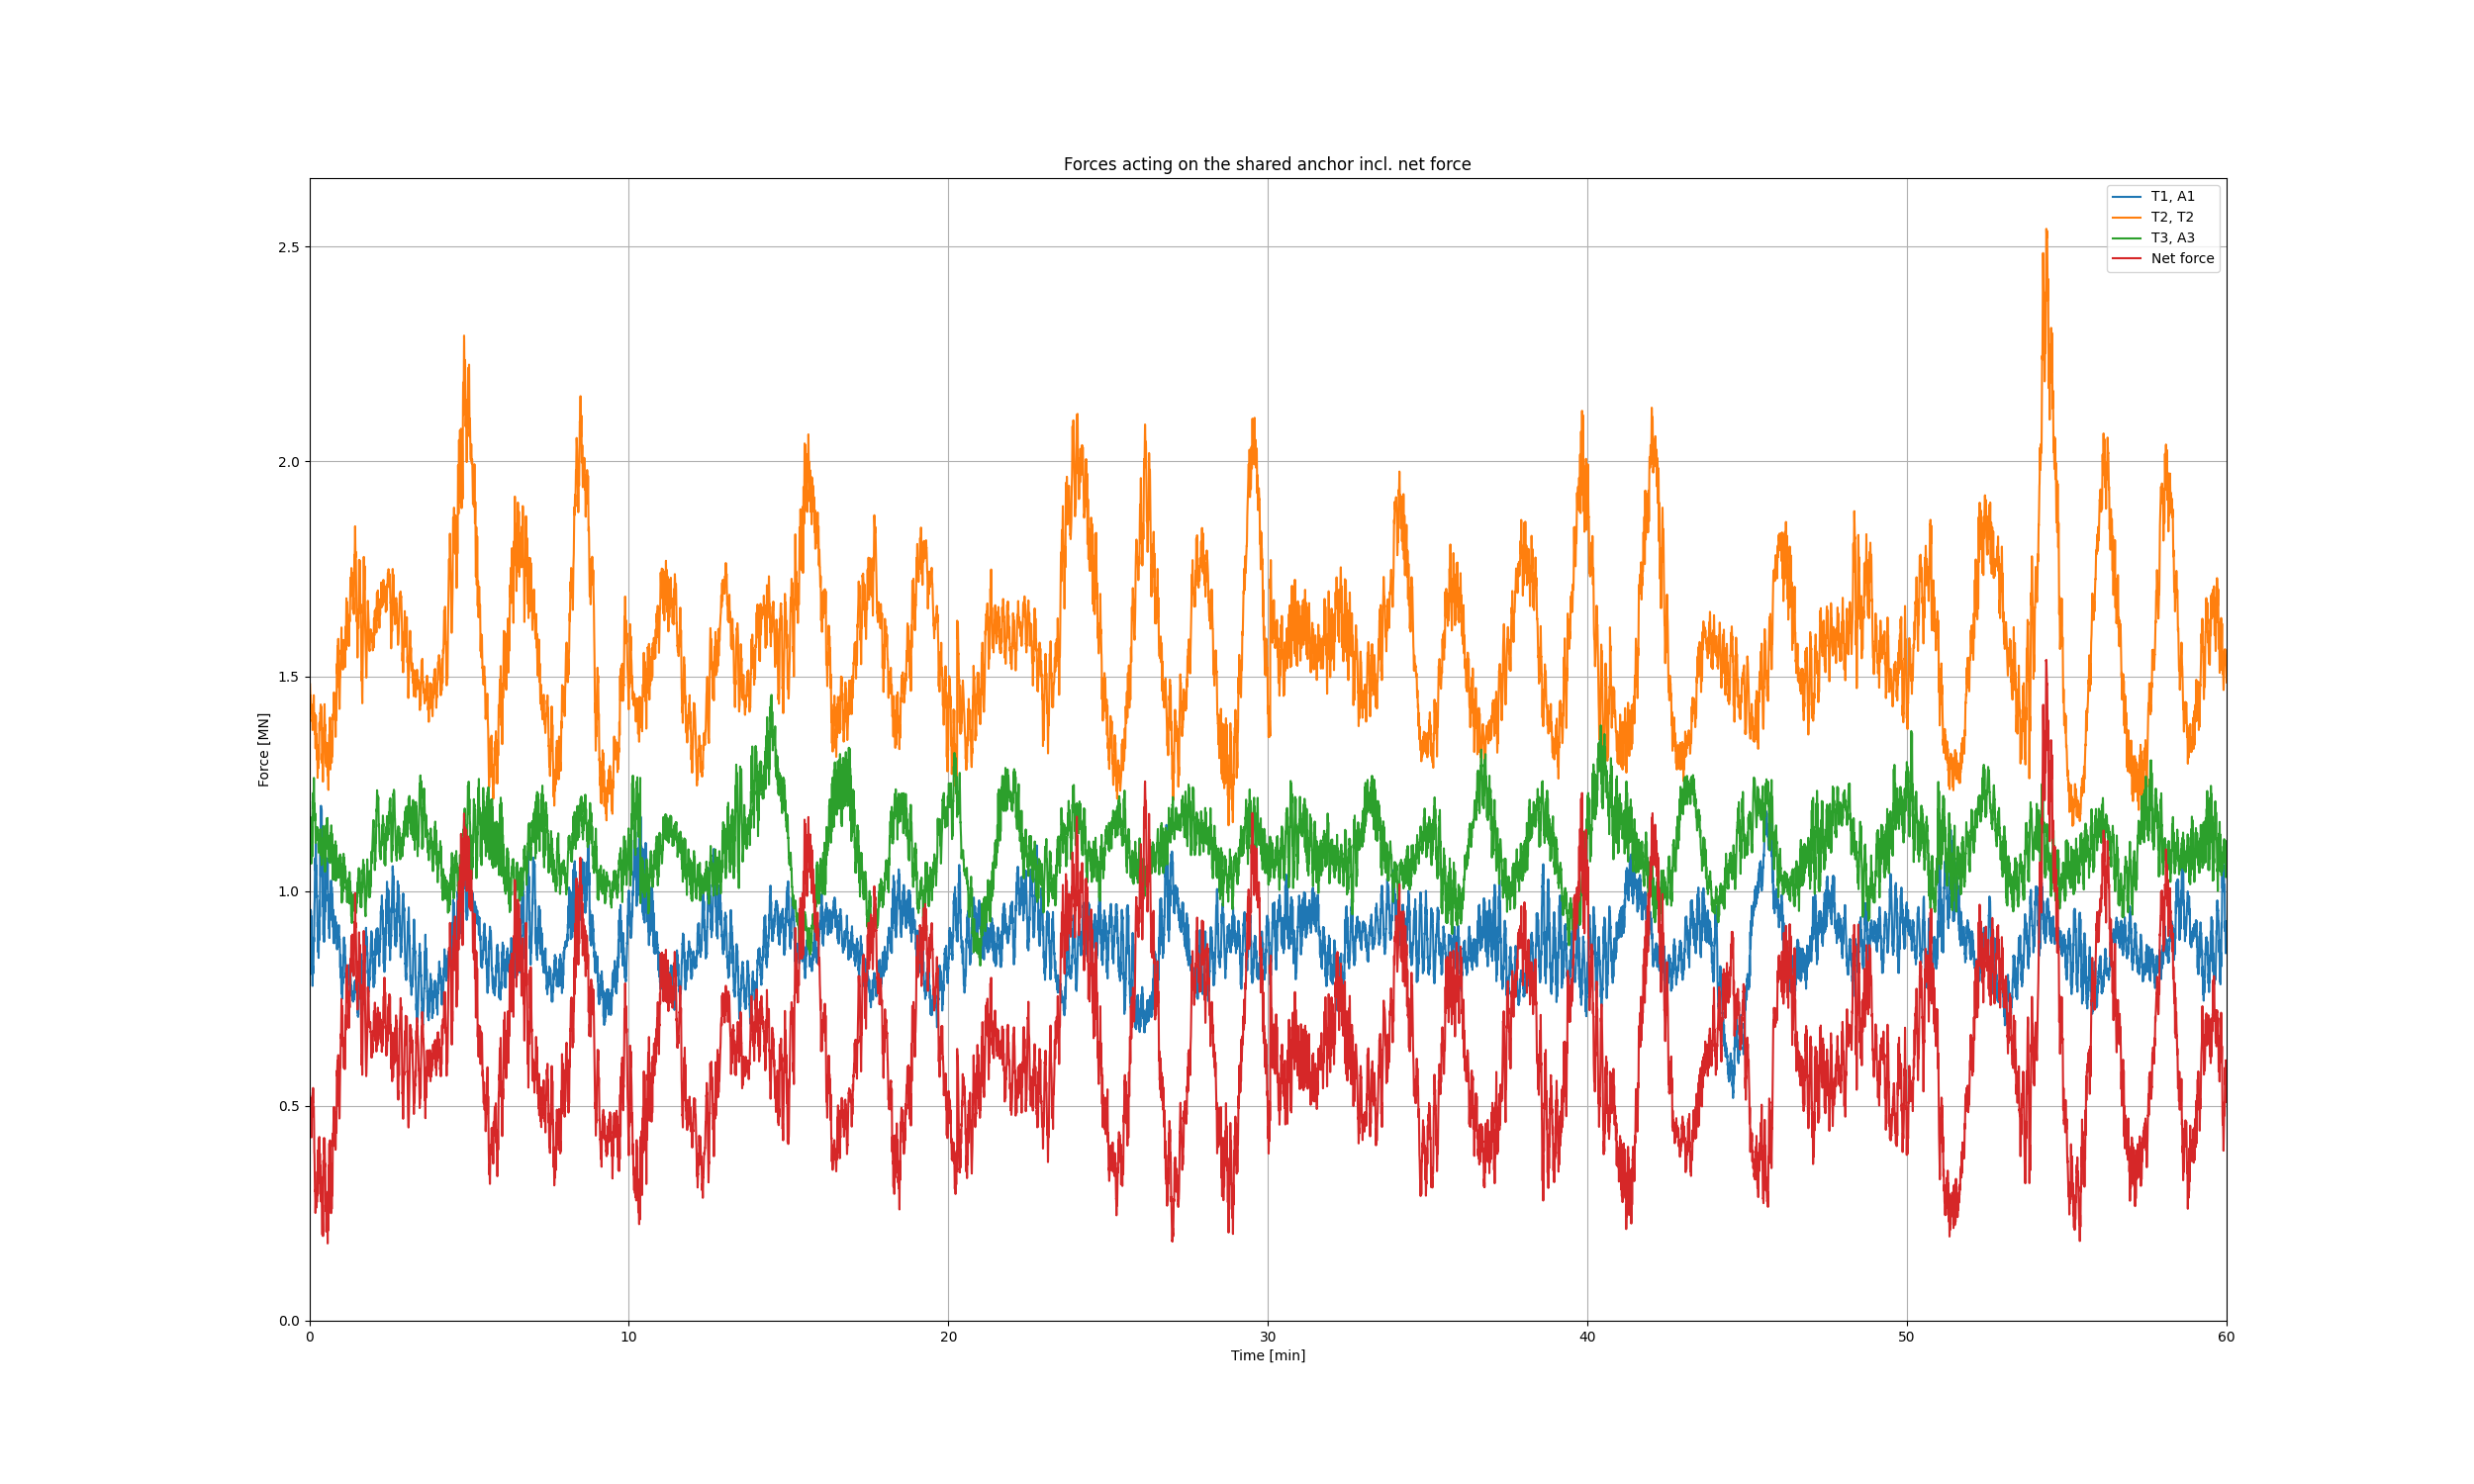 Forces acting on the shared anchor incl. net force
T1, A1
T2, T2
T3, A3
Net force
2.5
2.0
1.5
1.0
0.5
0.0
Force [MN]
0 10 20 30 40 50 60
Time [min]